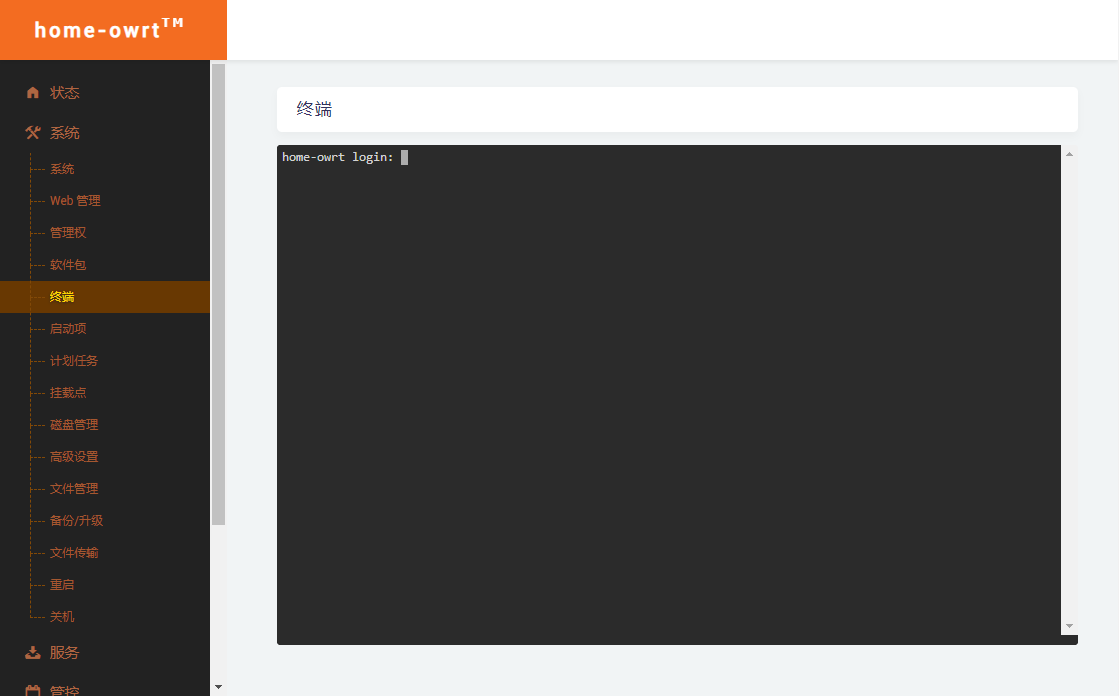 home-owrt™
状态
系统
系统
Web 管理
管理权
软件包
终端
启动项
计划任务
挂载点
磁盘管理
高级设置
文件管理
备份/升级
文件传输
重启
关机
服务
管控
终端
home-owrt login: